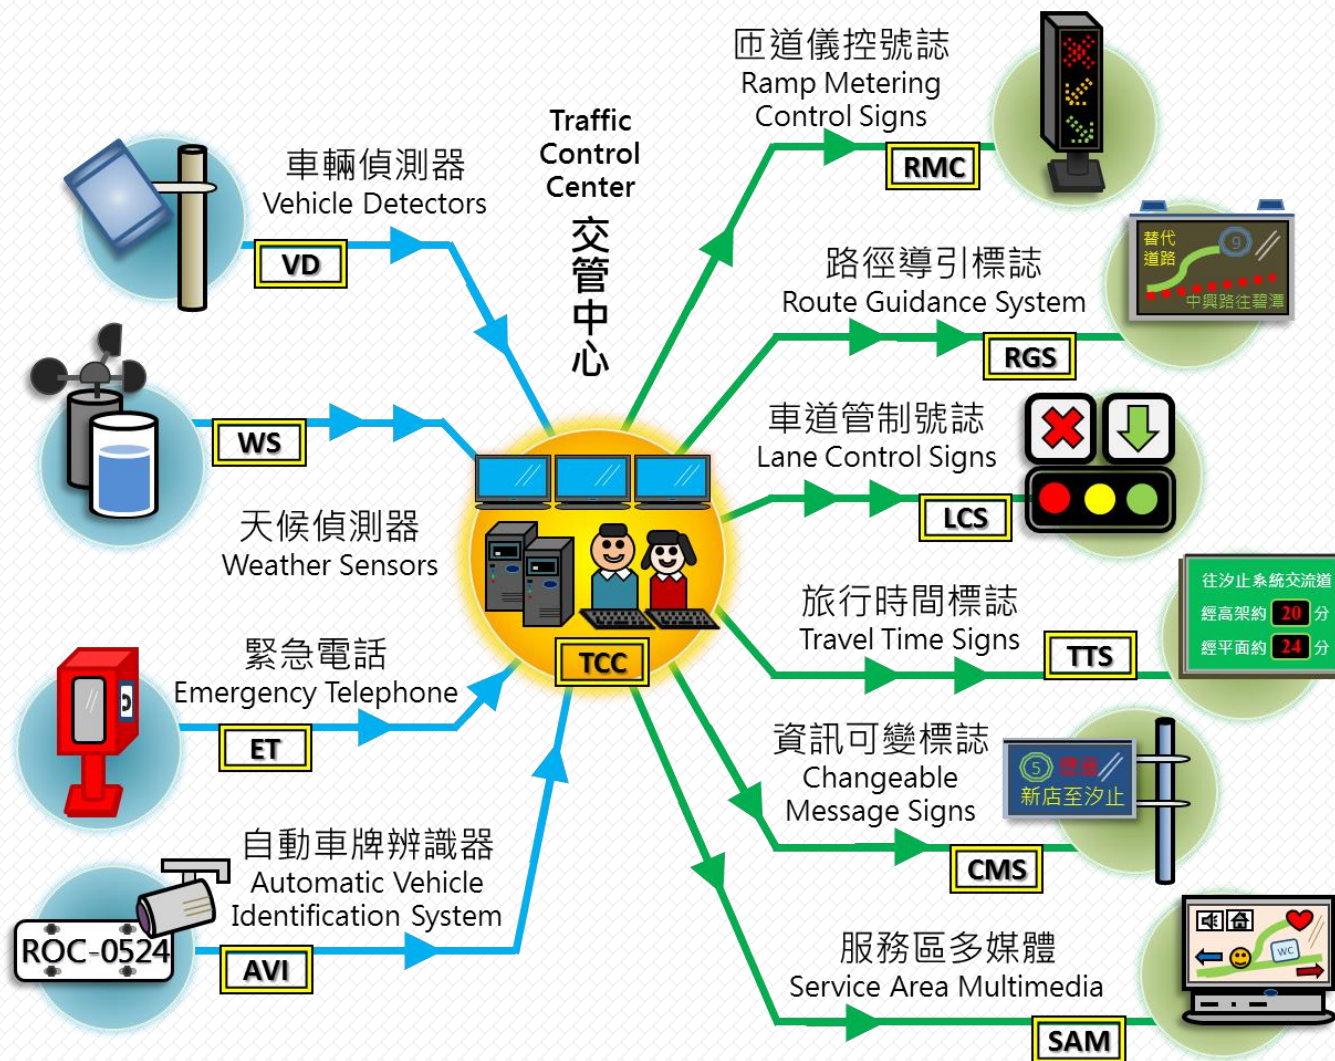 Traffic
Control
Center
交管中心
TCC
車輛偵測器
Vehicle Detectors
VD
WS
天候偵測器
Weather Sensors
緊急電話
Emergency Telephone
ET
自動車牌辨識器
Automatic Vehicle
Identification System
ROC-0524
AVI
匝道儀控號誌
Ramp Metering
Control Signs
RMC
路徑導引標誌
Route Guidance System
RGS
替代
道路
9
中興路往碧潭
車道管制號誌
Lane Control Signs
LCS
旅行時間標誌
Travel Time Signs
TTS
往汐止系統交流道
經高架約 20 分
經平面約 24 分
資訊可變標誌
Changeable
Message Signs
CMS
5
新店至汐止
服務區多媒體
Service Area Multimedia
SAM
WC